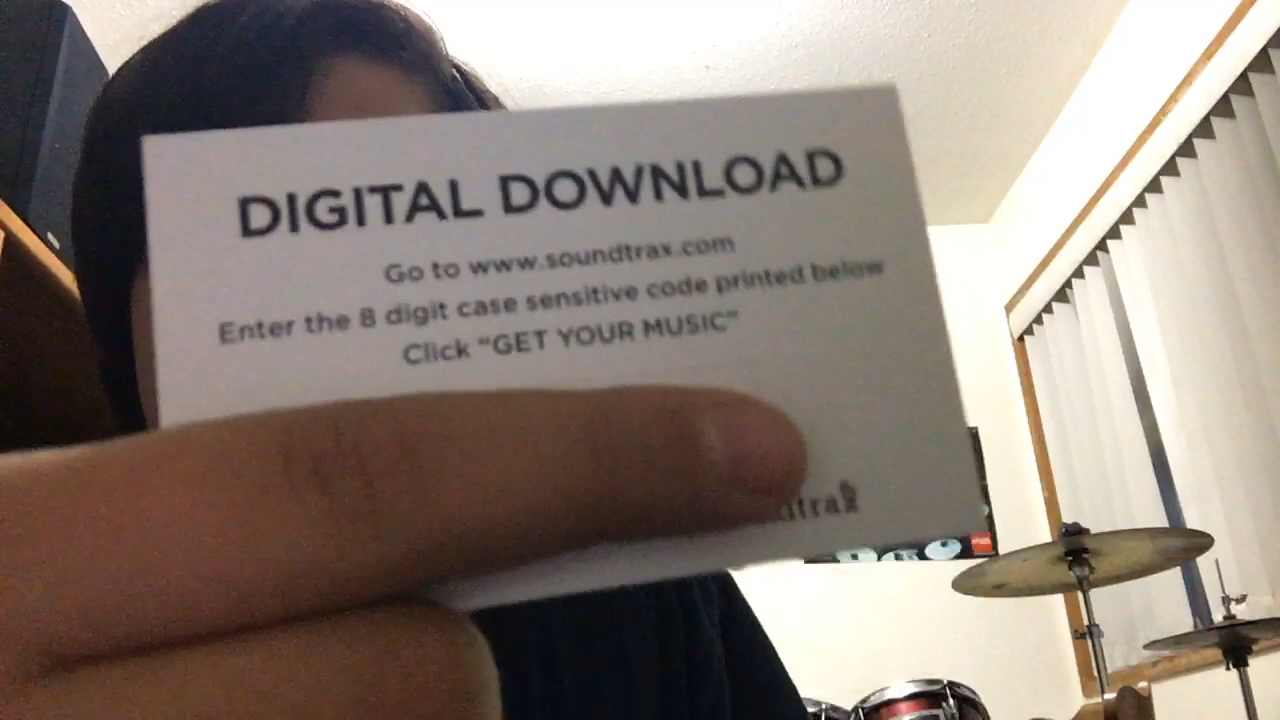 DIGITAL DOWNLOAD
Go to www.soundtrax.com
Enter the 8 digit case sensitive code printed below
Click "GET YOUR MUSIC"